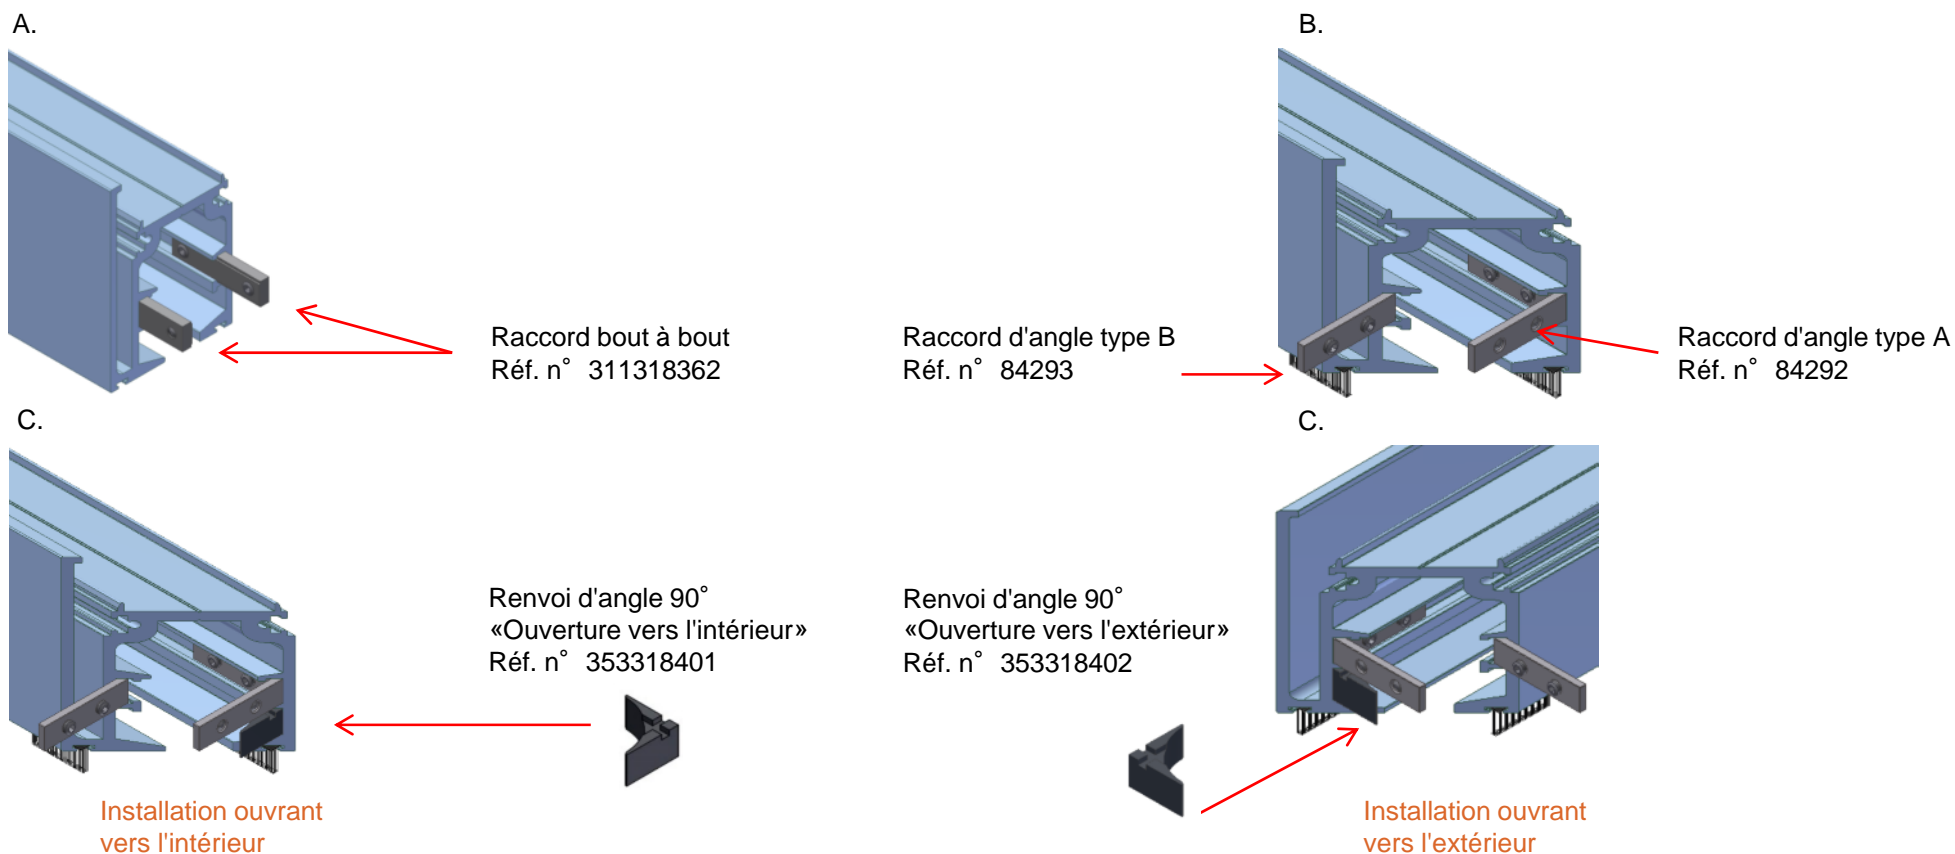 A.
Raccord bout à bout
Réf. n° 311318362
B.
Raccord d'angle type B
Réf. n° 84293
Raccord d'angle type A
Réf. n° 84292
C.
Renvoi d'angle 90°
«Ouverture vers l'intérieur»
Réf. n° 353318401
Installation ouvrant
vers l'intérieur
C.
Renvoi d'angle 90°
«Ouverture vers l'extérieur»
Réf. n° 353318402
Installation ouvrant
vers l'extérieur